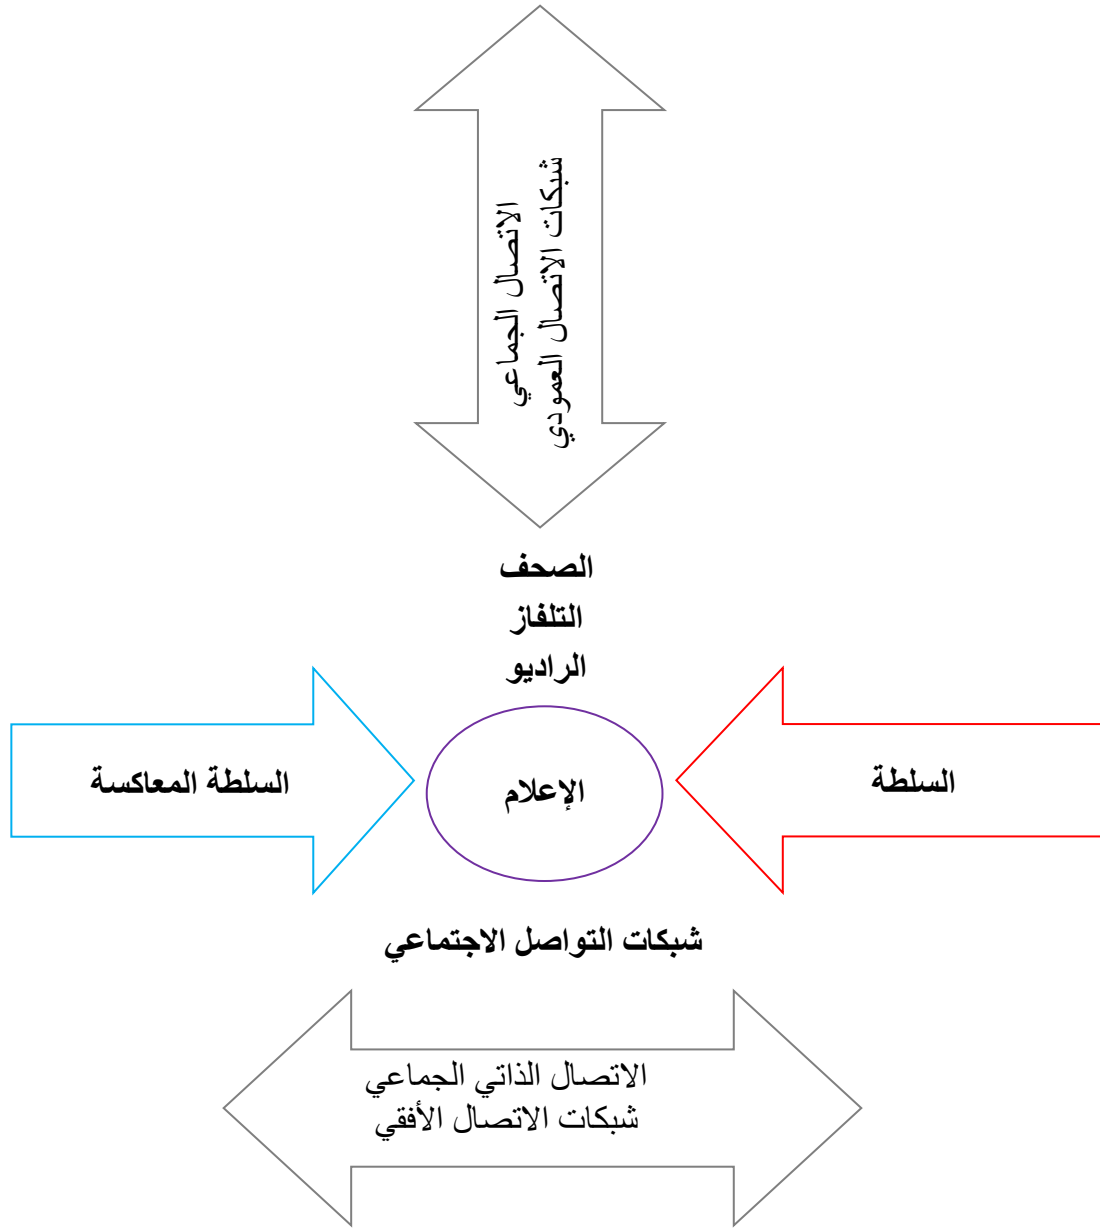 الاتصال الجماعي
شبكات الاتصال العمودي
الصحف
التلفاز
الراديو
السلطة
الإعلام
السلطة المعاكسة
شبكات التواصل الاجتماعي
الاتصال الذاتي الجماعي
شبكات الاتصال الأفقي